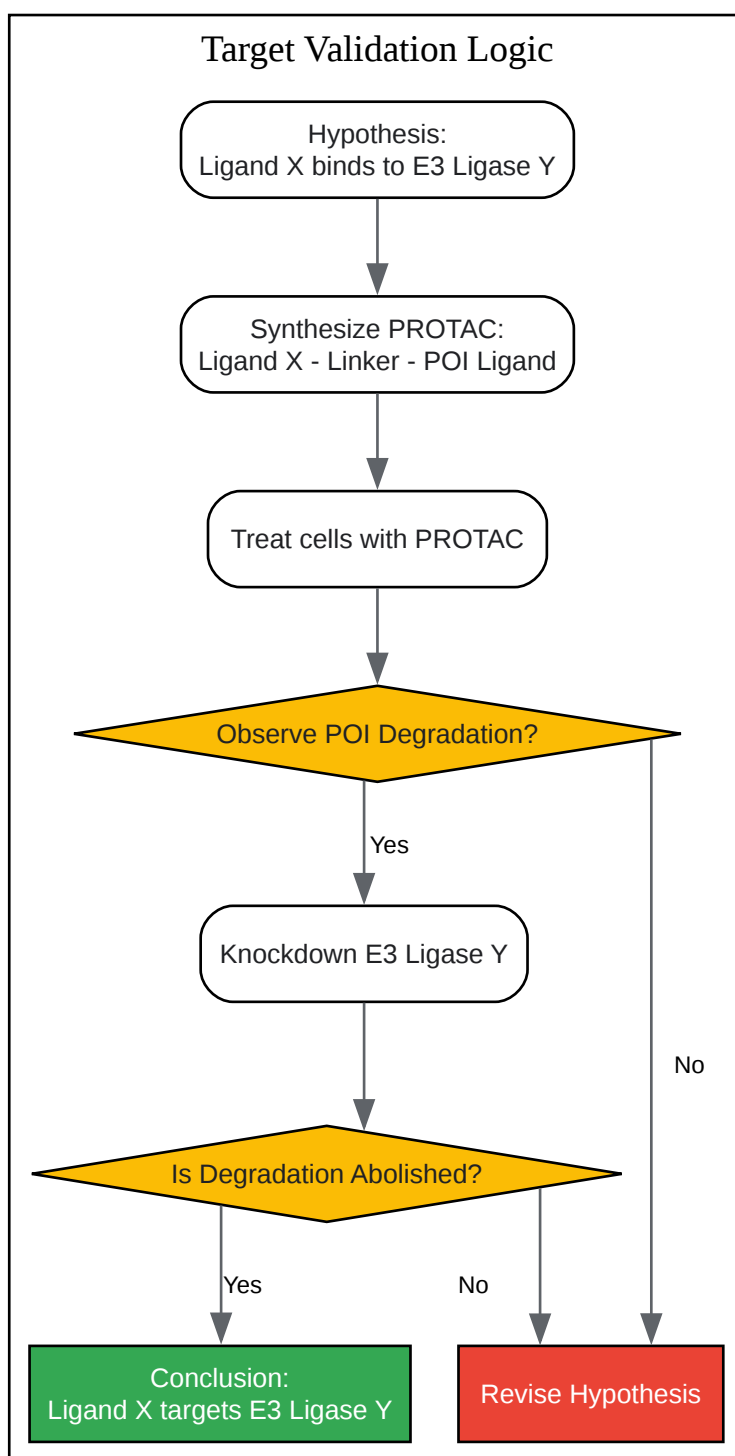 Target Validation Logic
Hypothesis:
Ligand X binds to E3 Ligase Y
Synthesize PROTAC:
Ligand X - Linker - POI Ligand
Treat cells with PROTAC
Observe POI Degradation?
Yes
Knockdown E3 Ligase Y
No
Is Degradation Abolished?
Yes
No
Conclusion:
Ligand X targets E3 Ligase Y
Revise Hypothesis